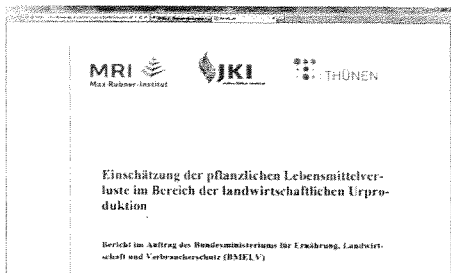 MRI
Max Rubner-Institut
JKI
THÜNEN
Einschätzung der pflanzlichen Lebensmittelver-
luste im Bereich der landwirtschaftlichen Urpro-
duktion
Bericht im Auftrag des Bundesministeriums für Ernährung, Landwirt-
schaft und Verbraucherschutz (BMELV)